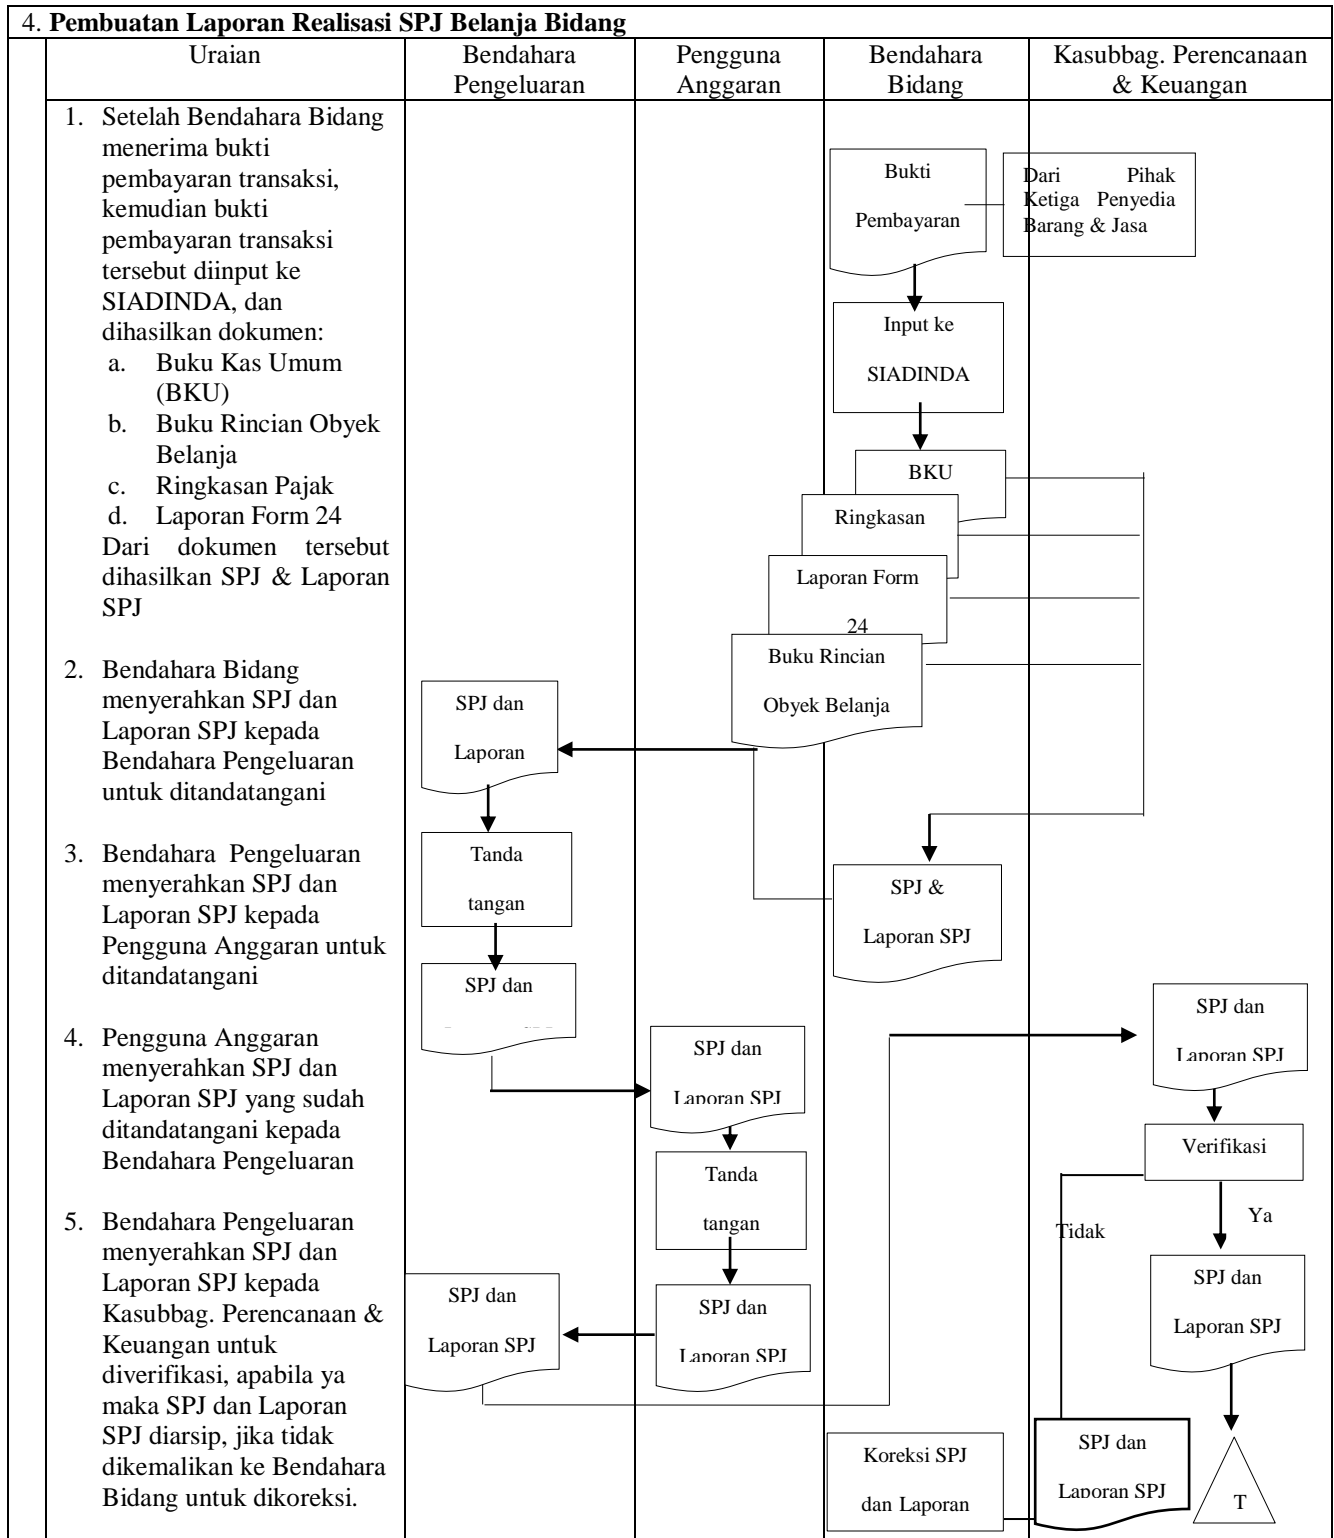 4. Pembuatan Laporan Realisasi SPJ Belanja Bidang
Uraian
Bendahara
Pengeluaran
Pengguna
Anggaran
Bendahara
Bidang
Kasubbag. Perencanaan
& Keuangan
1. Setelah Bendahara Bidang
menerima bukti
pembayaran transaksi,
kemudian bukti
pembayaran transaksi
tersebut diinput ke
SIADINDA, dan
dihasilkan dokumen:
a. Buku Kas Umum
(BKU)
b. Buku Rincian Obyek
Belanja
c. Ringkasan Pajak
d. Laporan Form 24
Dari dokumen tersebut
dihasilkan SPJ & Laporan
SPJ
2. Bendahara Bidang
menyerahkan SPJ dan
Laporan SPJ kepada
Bendahara Pengeluaran
untuk ditandatangani
3. Bendahara Pengeluaran
menyerahkan SPJ dan
Laporan SPJ kepada
Pengguna Anggaran untuk
ditandatangani
4. Pengguna Anggaran
menyerahkan SPJ dan
Laporan SPJ yang sudah
ditandatangani kepada
Bendahara Pengeluaran
5. Bendahara Pengeluaran
menyerahkan SPJ dan
Laporan SPJ kepada
Kasubbag. Perencanaan &
Keuangan untuk
diverifikasi, apabila ya
maka SPJ dan Laporan
SPJ diarsip, jika tidak
dikemalikan ke Bendahara
Bidang untuk dikoreksi.
SPJ dan
Laporan
Tanda
tangan
SPJ dan
SPJ dan
Laporan SPJ
SPJ dan
Laporan SPJ
Tanda
tangan
SPJ dan
Laporan SPJ
Bukti
Pembayaran
Dari Pihak
Ketiga Penyedia
Barang & Jasa
Input ke
SIADINDA
BKU
Ringkasan
Laporan Form
24
Buku Rincian
Obyek Belanja
SPJ &
Laporan SPJ
Koreksi SPJ
dan Laporan
SPJ dan
Laporan SPJ
Verifikasi
Tidak
Ya
SPJ dan
Laporan SPJ
SPJ dan
Laporan SPJ
T